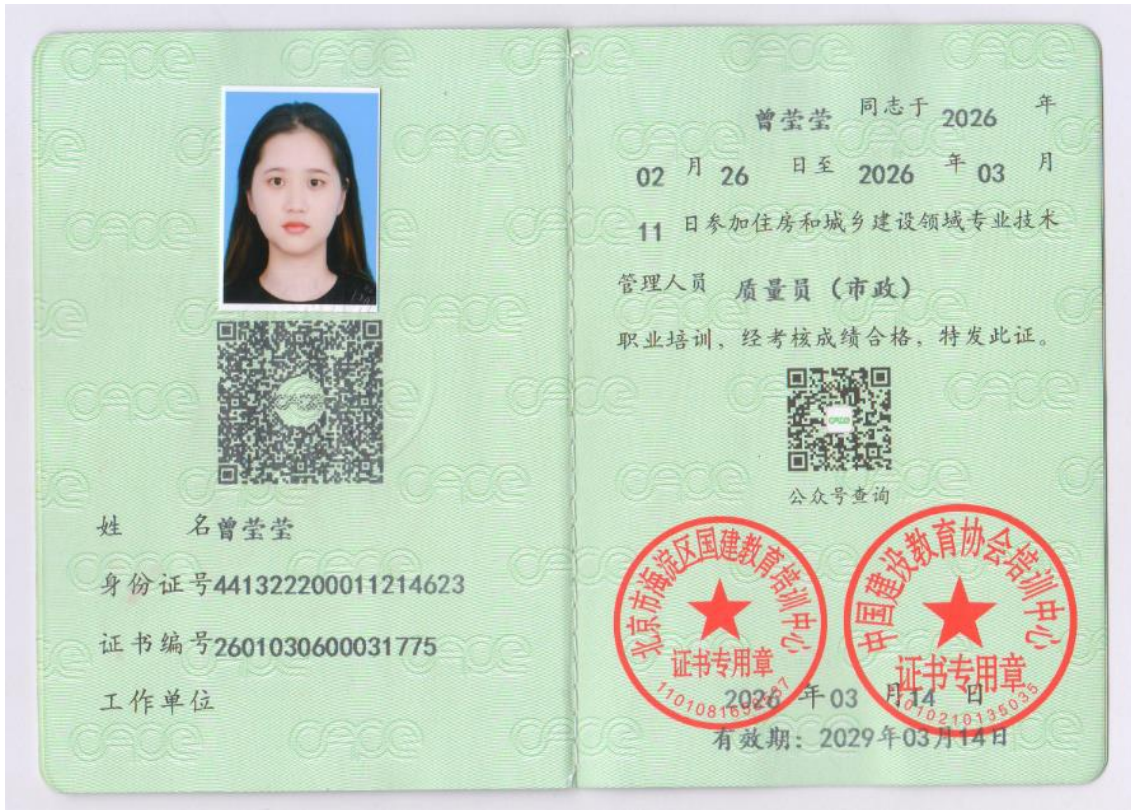 姓 名曾莹莹
身份证号441322200011214623
证书编号2601030600031775
工作单位
曾莹莹 同志于 2026 年
02 月 26 日至 2026 年 03 月
11 日参加住房和城乡建设领域专业技术
管理人员 质量员（市政）
职业培训，经考核成绩合格，特发此证。
公众号查询
北京市海淀区国建教育培训中心
证书专用章
中国建设教育协会培训中心
证书专用章
2026 年 03 月 14 日
有效期：2029年03月14日